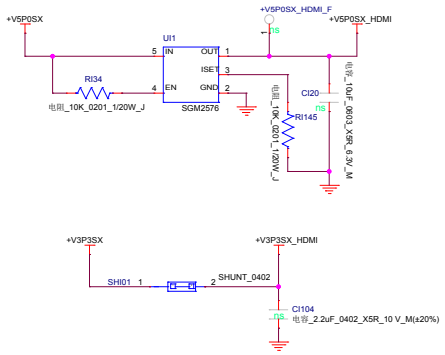 +V5P0SX_HDMI_F
+V5P0SX
+V5P0SX_HDMI
1
ns
UI1
5
IN
OUT
1
ISET
3
RI34
4
EN
GND
2
电阻_10K_0201_1/20W_J
SGM2576
电阻_10K_0201_1/20W_J
RI145
CI20
ns
电容_10uF_0603_X5R_6.3V_M
+V3P3SX
+V3P3SX_HDMI
SHI01
1
2
SHUNT_0402
CI104
ns
电容_2.2uF_0402_X5R_10 V_M(±20%)